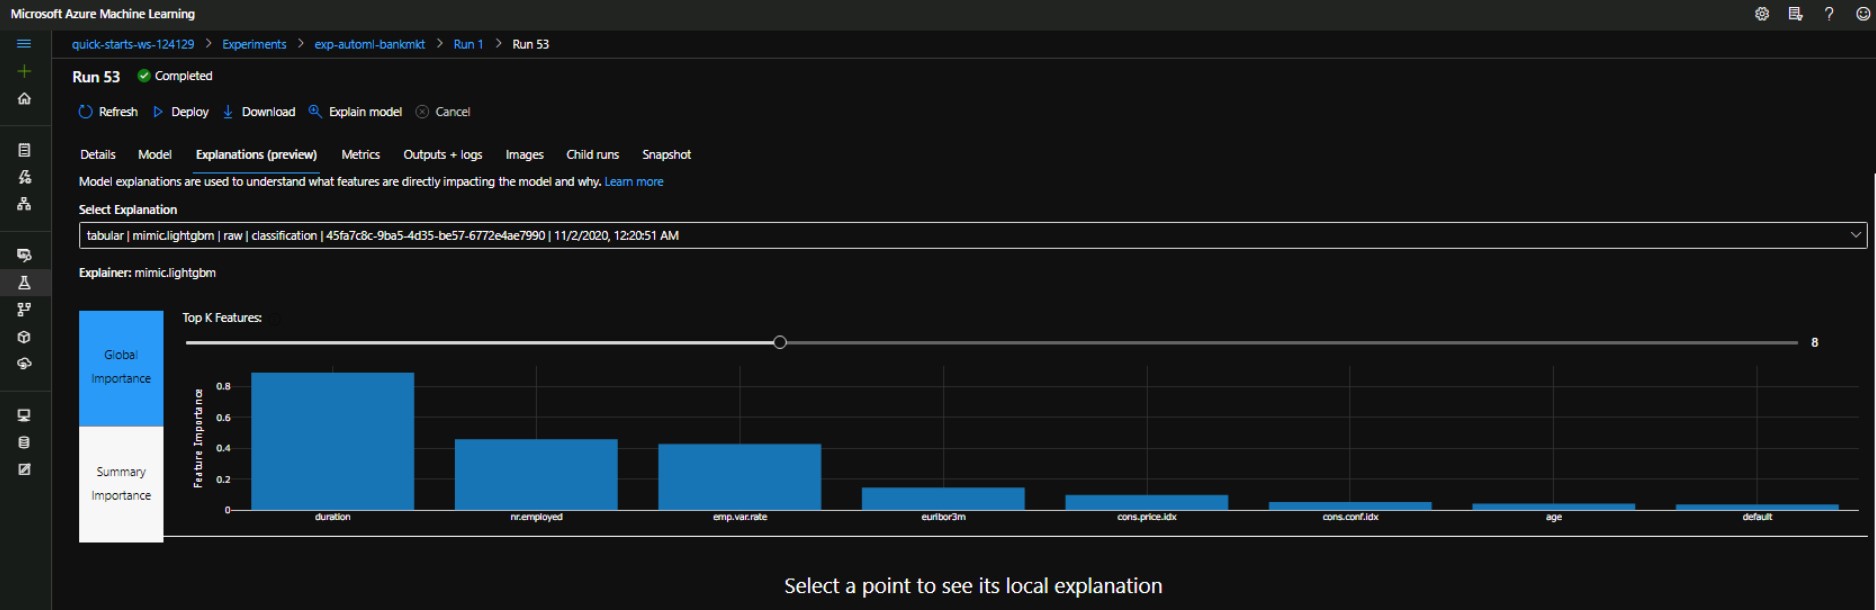 Microsoft Azure Machine Learning
quick-starts-ws-124129 > Experiments > exp-automl-bankmkt > Run 1 > Run 53
Run 53 Completed
Refresh Deploy Download Explain model Cancel
Details Model Explanations (preview) Metrics Outputs + logs Images Child runs Snapshot
Model explanations are used to understand what features are directly impacting the model and why. Learn more
Select Explanation
tabular | mimic.lightgbm | raw | classification | 45fa7c8c-9ba5-4d35-be57-6772e4ae7990 | 11/2/2020, 12:20:51 AM
Explainer: mimic.lightgbm
Top K Features:
8
Global
Importance
Summary
Importance
Feature Importance
0.8
0.6
0.4
0.2
0
duration nr.employed emp.var.rate euribor3m cons.price.idx cons.conf.idx age default
Select a point to see its local explanation